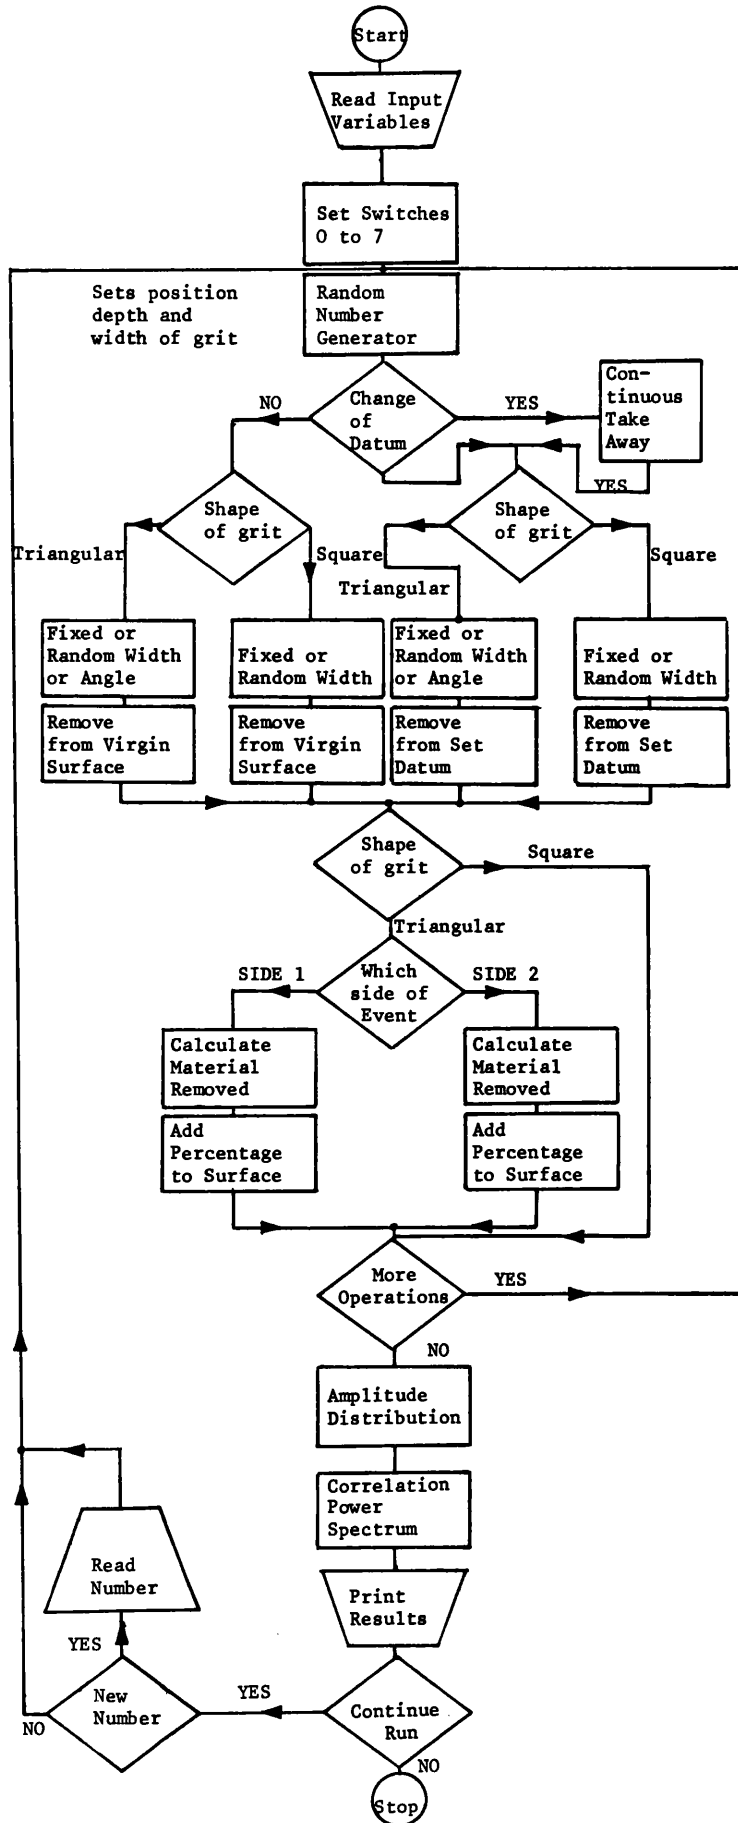 Start
Read Input
Variables
Set Switches
0 to 7
Sets position
depth and
width of grit
Random
Number
Generator
NO
Change
of
Datum
YES
Con-
tinuous
Take
Away
YES
Shape
of grit
Shape
of grit
Triangular
Square
Triangular
Square
Fixed or
Random Width
or Angle
Fixed or
Random Width
Fixed or
Random Width
or Angle
Fixed or
Random Width
Remove
from Virgin
Surface
Remove
from Virgin
Surface
Remove
from Set
Datum
Remove
from Set
Datum
Shape
of grit
Square
Triangular
SIDE 1
Which
side of
Event
SIDE 2
Calculate
Material
Removed
Calculate
Material
Removed
Add
Percentage
to Surface
Add
Percentage
to Surface
More
Operations
YES
NO
Amplitude
Distribution
Correlation
Power
Spectrum
Read
Number
Print
Results
YES
New
Number
YES
Continue
Run
NO
NO
Stop